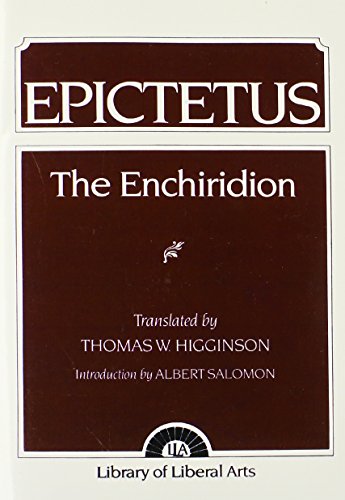 EPICTETUS
The Enchiridion
Translated by
THOMAS W. HIGGINSON
Introduction by ALBERT SALOMON
LLA
Library of Liberal Arts